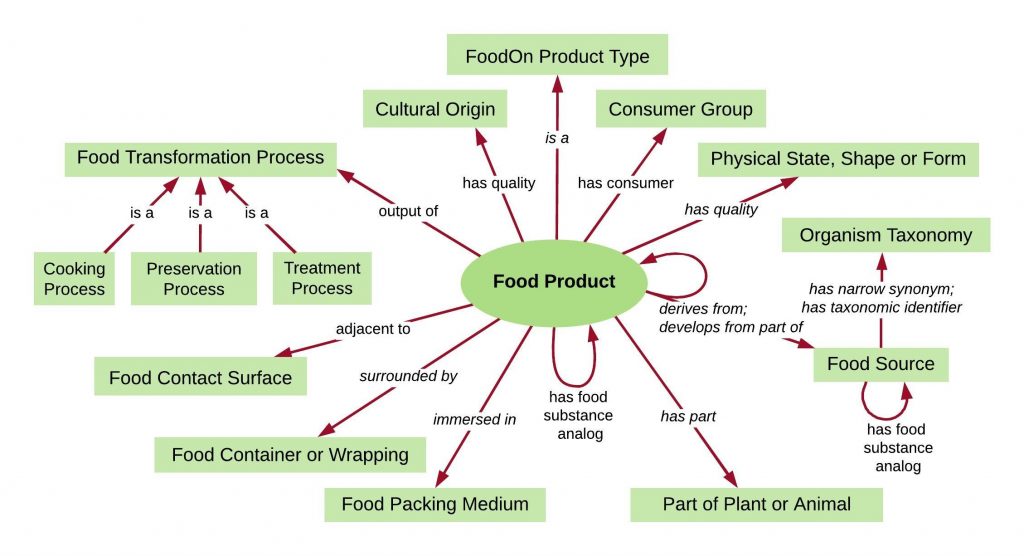 FoodOn Product Type
Cultural Origin
Consumer Group
is a
Food Transformation Process
Physical State, Shape or Form
has quality
has consumer
has quality
output of
is a
is a
is a
Organism Taxonomy
Cooking
Process
Preservation
Process
Treatment
Process
Food Product
has narrow synonym;
has taxonomic identifier
derives from;
develops from part of
adjacent to
Food Contact Surface
Food Source
surrounded by
has food
substance
analog
immersed in
has part
has food
substance
analog
Food Container or Wrapping
Food Packing Medium
Part of Plant or Animal